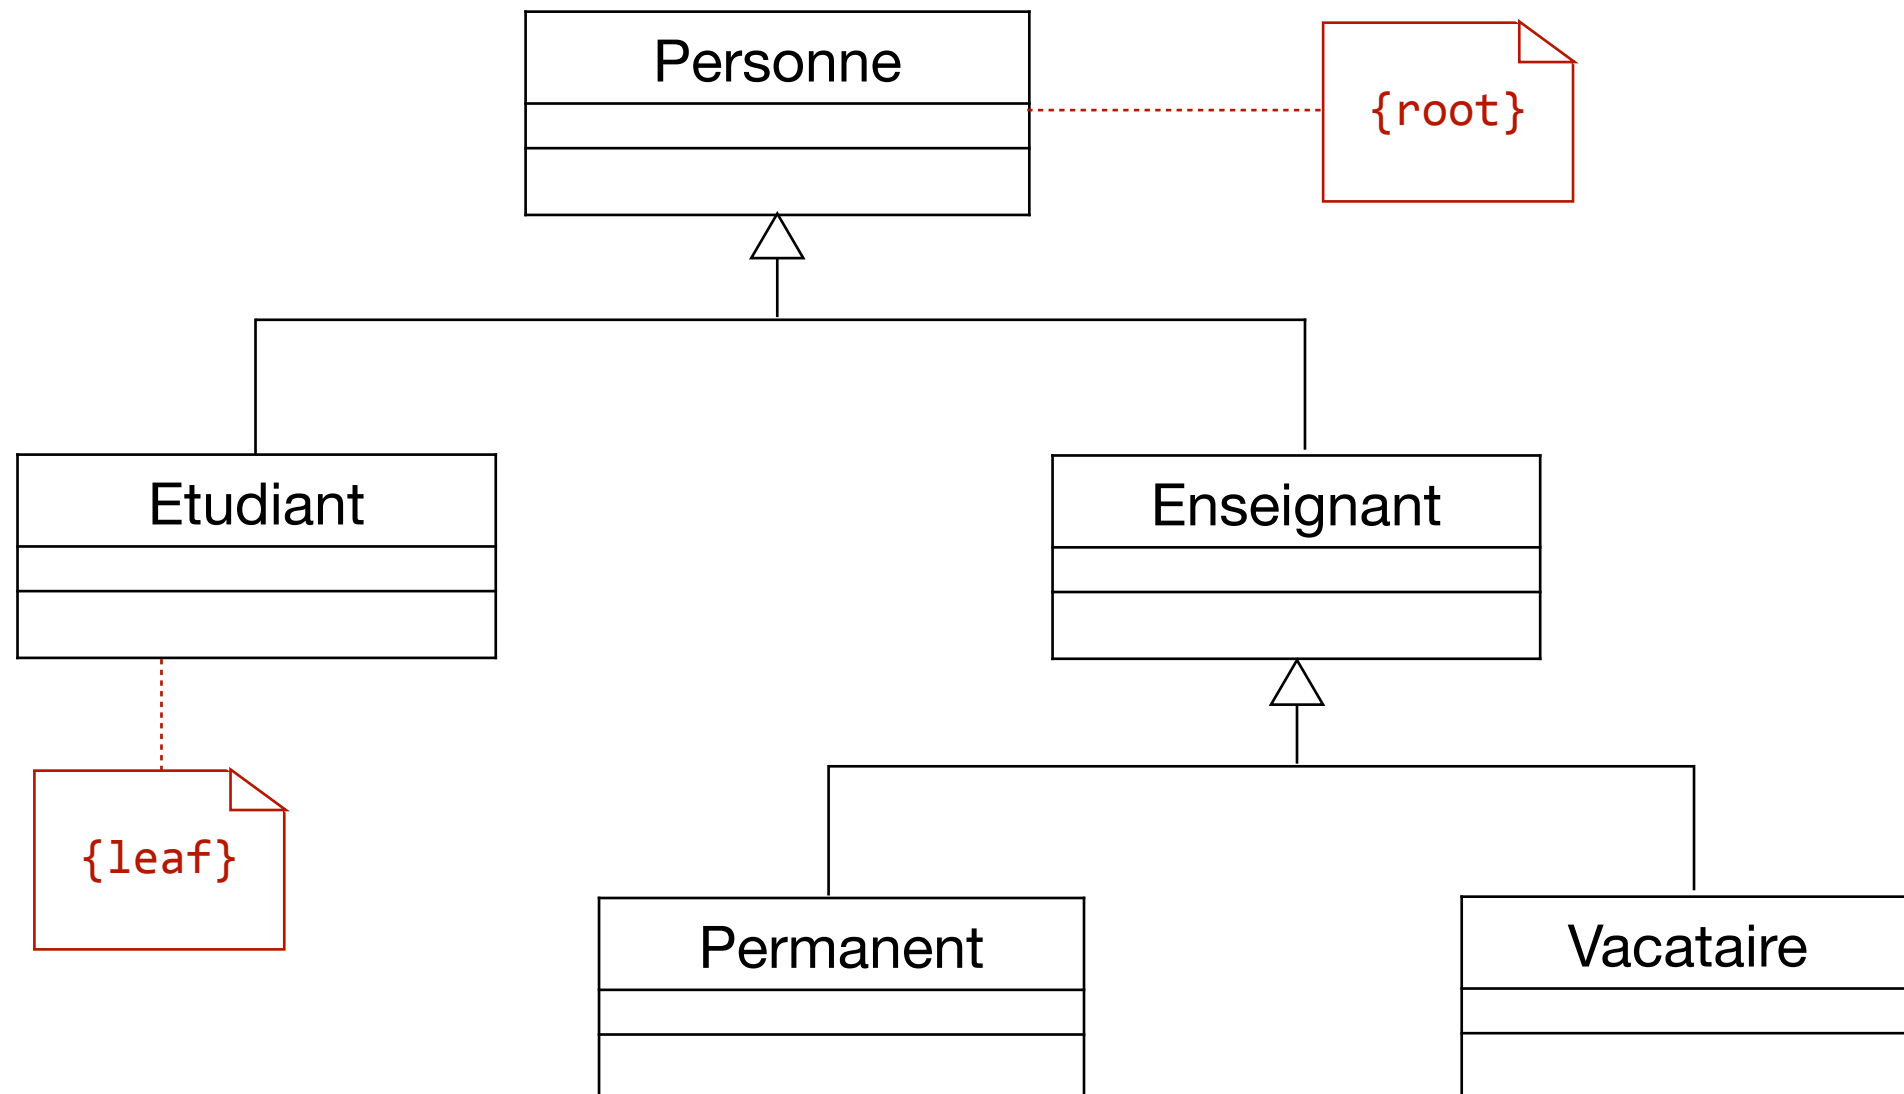 Personne
{root}
Etudiant
Enseignant
{leaf}
Permanent
Vacataire